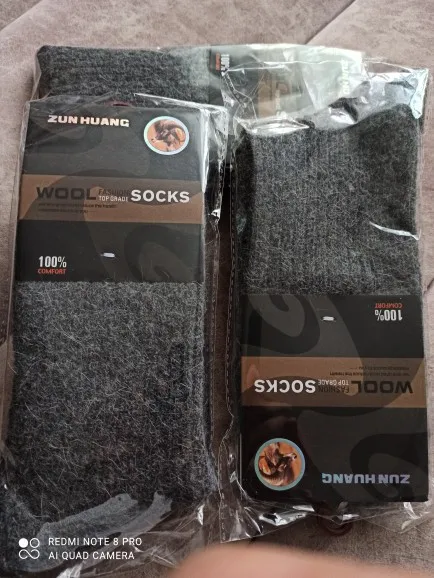 100%
ZUN HUANG
WOOL FASHION SOCKS
TOP GRADE
100%
COMFORT
100%
COMFORT
WOOL FASHION SOCKS
TOP GRADE
ZUN HUANG
REDMI NOTE 8 PRO
AI QUAD CAMERA